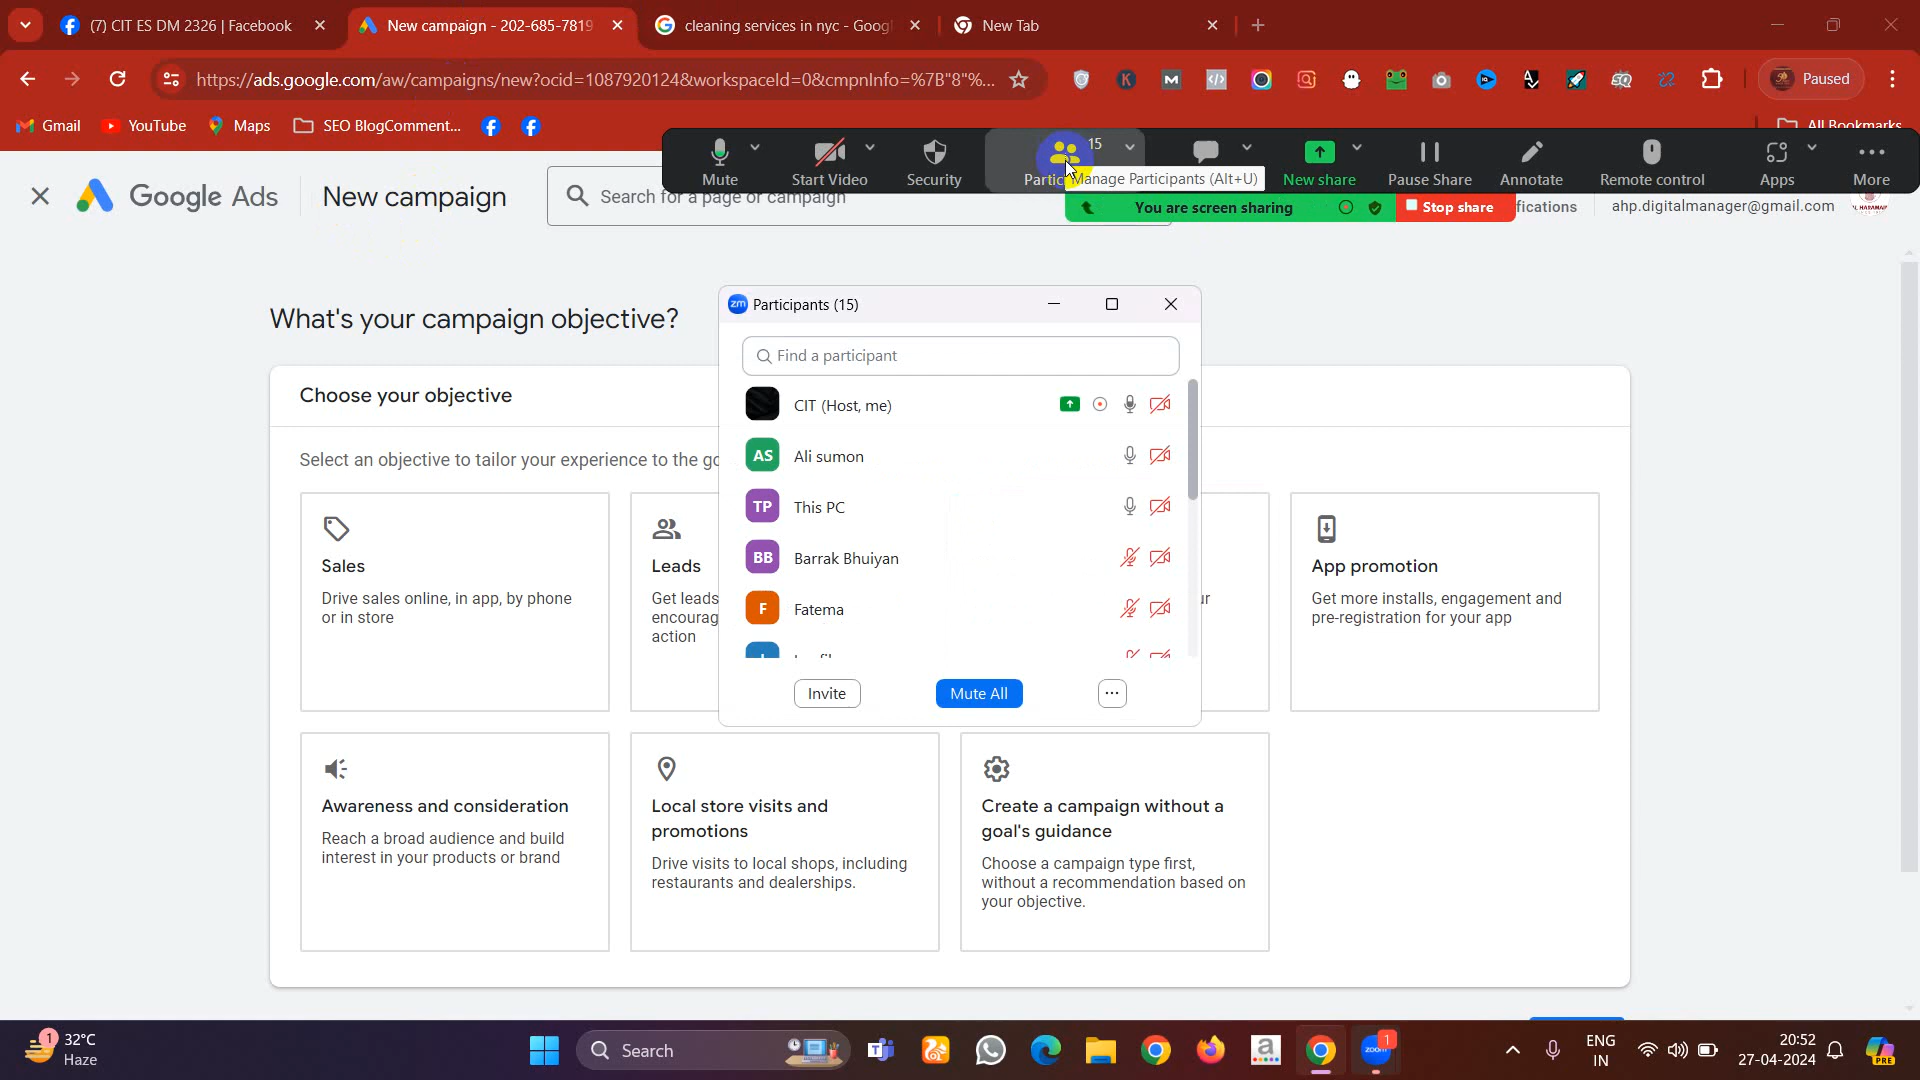 (7) CIT ES DM 2326 | Facebook
New campaign - 202-685-7819
cleaning services in nyc - Goog
New Tab
https://ads.google.com/aw/campaigns/new?ocid=1087920124&workspaceId=0&cmpnInfo=%7B"8"%...
Paused
Gmail
YouTube
Maps
SEO BlogComment...
All Bookmarks
Mute
Start Video
Security
15
Partic
Manage Participants (Alt+U)
New share
Pause Share
Annotate
Remote control
Apps
More
You are screen sharing
Stop share
Google Ads
New campaign
Search for a page or campaign
fications
ahp.digitalmanager@gmail.com
What's your campaign objective?
Choose your objective
Select an objective to tailor your experience to the go
Sales
Drive sales online, in app, by phone
or in store
Leads
Get leads
encourag
action
ur
App promotion
Get more installs, engagement and
pre-registration for your app
Awareness and consideration
Reach a broad audience and build
interest in your products or brand
Local store visits and
promotions
Drive visits to local shops, including
restaurants and dealerships.
Create a campaign without a
goal's guidance
Choose a campaign type first,
without a recommendation based on
your objective.
zm Participants (15)
Find a participant
CIT (Host, me)
AS Ali sumon
TP This PC
BB Barrak Bhuiyan
F Fatema
Invite
Mute All
1
32°C
Haze
Search
zoom
1
ENG
IN
20:52
27-04-2024
PRE